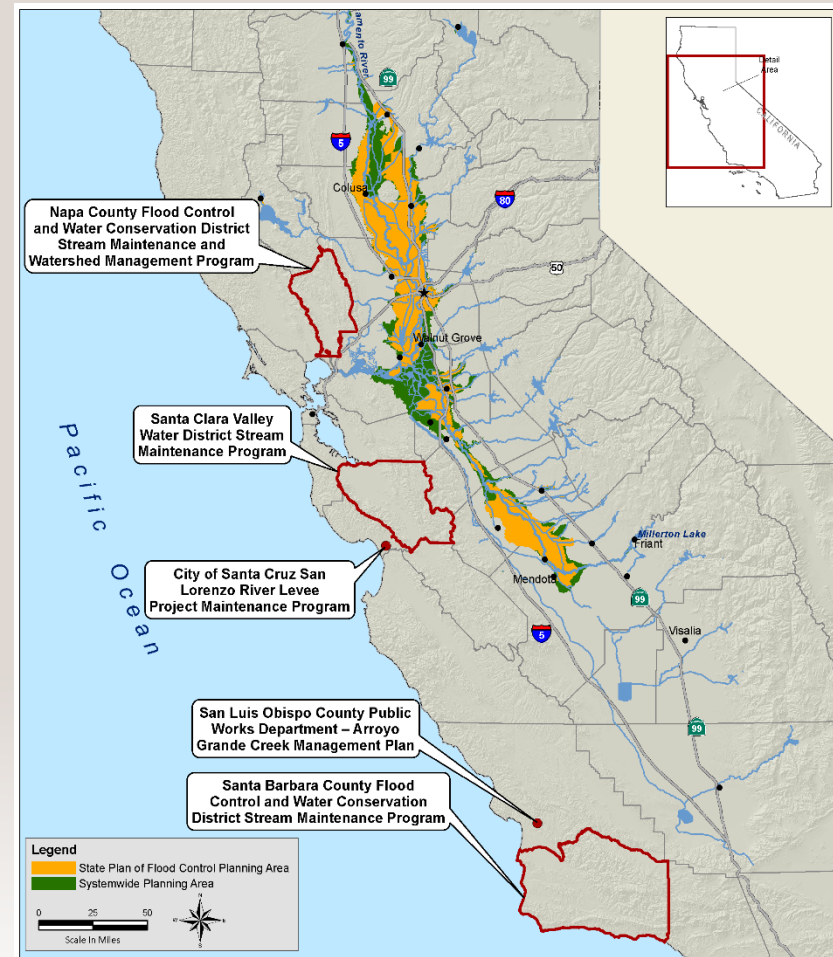 amento River
99
5
Colusa
80
50
Walnut Grove
Detail
Area
CALIFORNIA
Napa County Flood Control
and Water Conservation District
Stream Maintenance and
Watershed Management Program
Santa Clara Valley
Water District Stream
Maintenance Program
Pacific Ocean
City of Santa Cruz San
Lorenzo River Levee
Project Maintenance Program
Millerton Lake
Friant
Mendota
99
5
Visalia
99
San Luis Obispo County Public
Works Department – Arroyo
Grande Creek Management Plan
Santa Barbara County Flood
Control and Water Conservation
District Stream Maintenance Program
Legend
State Plan of Flood Control Planning Area
Systemwide Planning Area
0 25 50
Scale In Miles
N